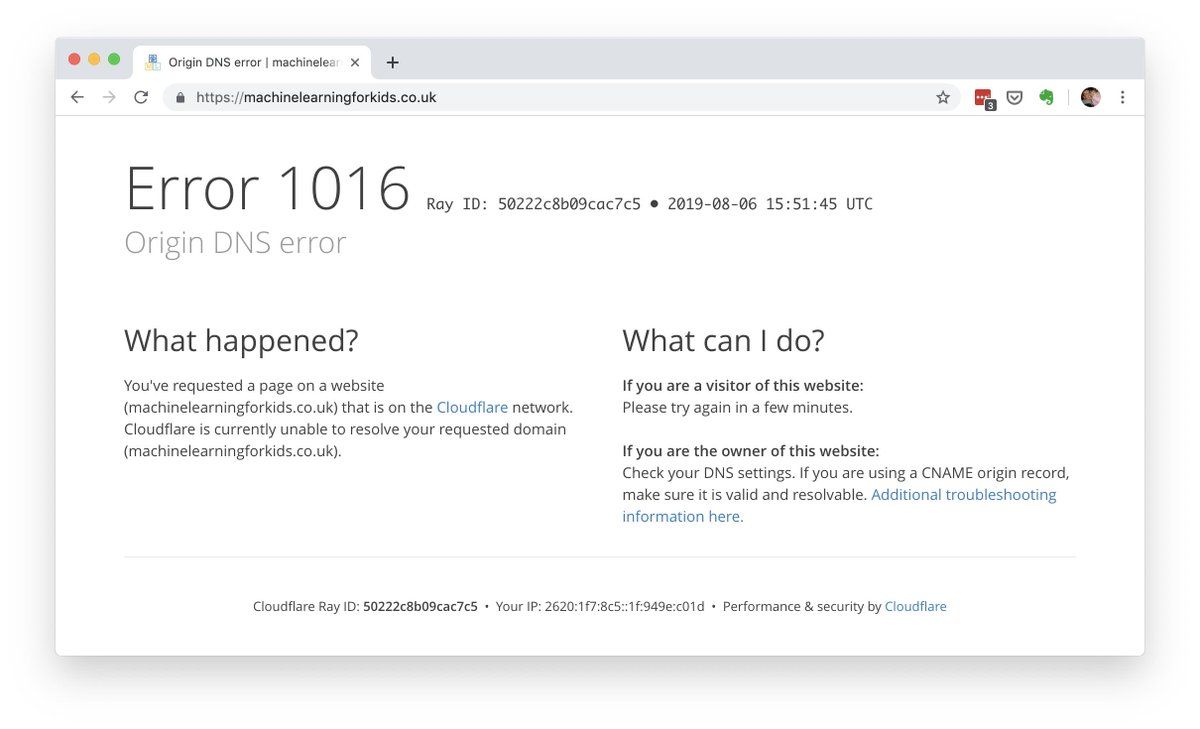 Origin DNS error | machinelear
https://machinelearningforkids.co.uk
3
Error 1016 Ray ID: 50222c8b09cac7c5 • 2019-08-06 15:51:45 UTC
Origin DNS error
What happened?
You've requested a page on a website
(machinelearningforkids.co.uk) that is on the Cloudflare network.
Cloudflare is currently unable to resolve your requested domain
(machinelearningforkids.co.uk).
What can I do?
If you are a visitor of this website:
Please try again in a few minutes.
If you are the owner of this website:
Check your DNS settings. If you are using a CNAME origin record,
make sure it is valid and resolvable. Additional troubleshooting
information here.
Cloudflare Ray ID: 50222c8b09cac7c5 • Your IP: 2620:1f7:8c5::1f:949e:c01d • Performance & security by Cloudflare